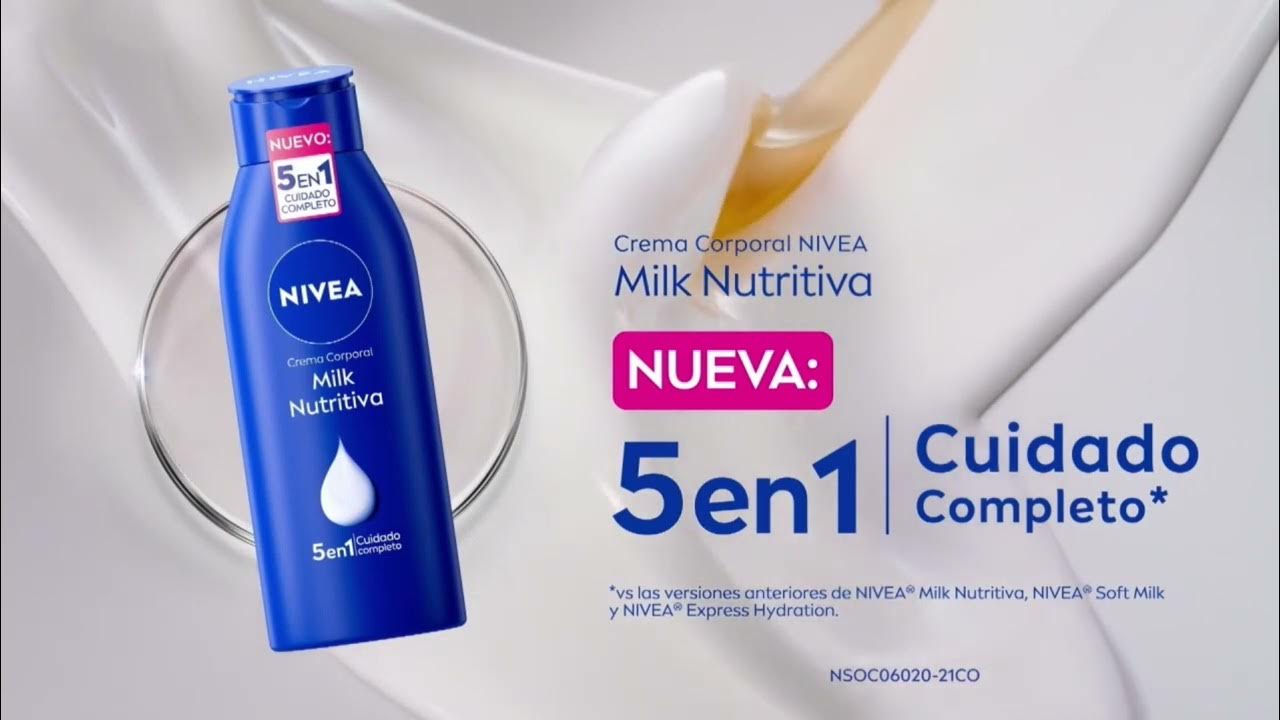 NIVEA
NUEVO:
5EN1
CUIDADO
COMPLETO
NIVEA
Crema Corporal
Milk
Nutritiva
5en1 Cuidado
completo
Crema Corporal NIVEA
Milk Nutritiva
NUEVA:
5en1 Cuidado
Completo*
*vs las versiones anteriores de NIVEA® Milk Nutritiva, NIVEA® Soft Milk
y NIVEA® Express Hydration.
NSOC06020-21CO